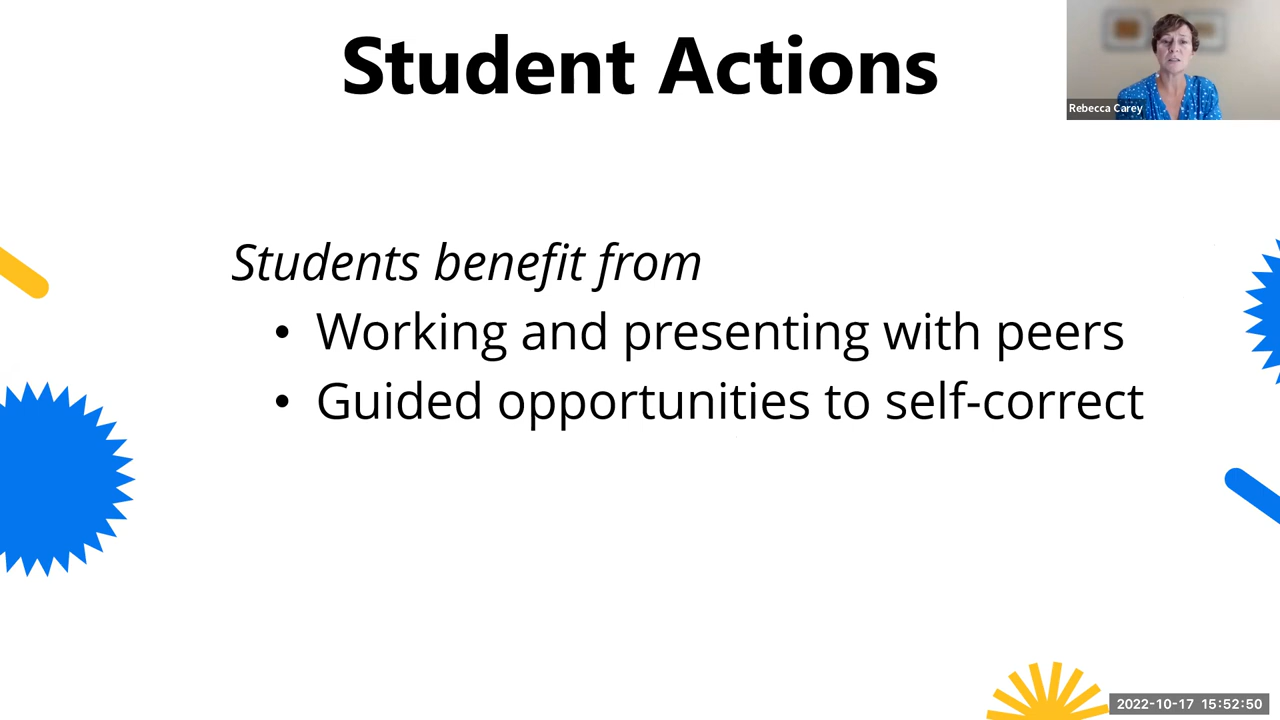 Student Actions
Rebecca Carey
Students benefit from
• Working and presenting with peers
• Guided opportunities to self-correct
2022-10-17 15:52:50